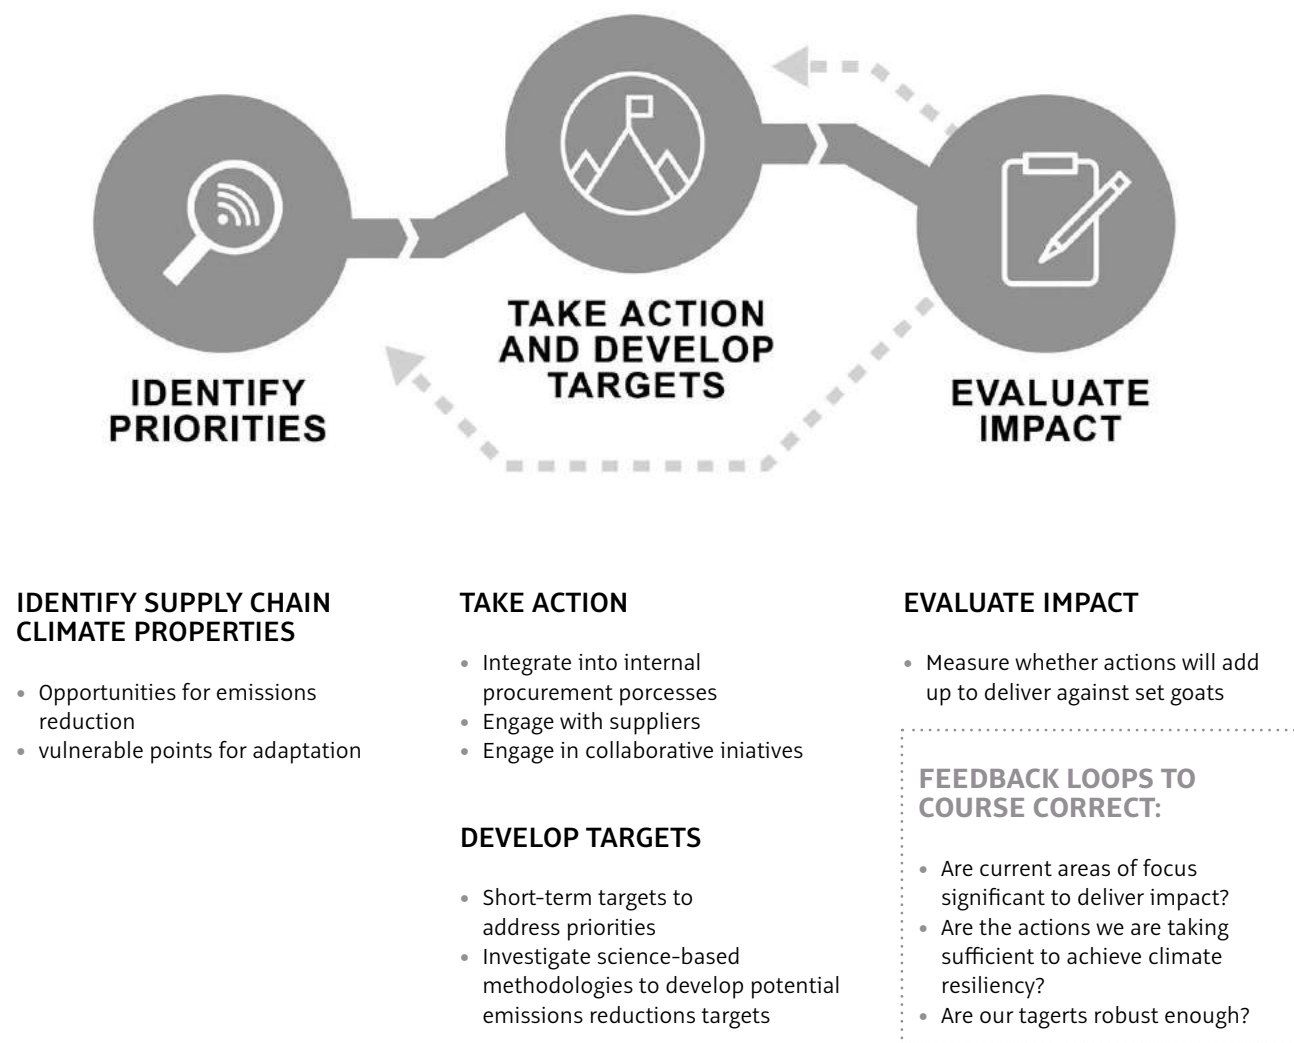 IDENTIFY
PRIORITIES
TAKE ACTION
AND DEVELOP
TARGETS
EVALUATE
IMPACT
IDENTIFY SUPPLY CHAIN
CLIMATE PROPERTIES
• Opportunities for emissions
reduction
• vulnerable points for adaptation
TAKE ACTION
• Integrate into internal
procurement porcesses
• Engage with suppliers
• Engage in collaborative iniatives
DEVELOP TARGETS
• Short-term targets to
address priorities
• Investigate science-based
methodologies to develop potential
emissions reductions targets
EVALUATE IMPACT
• Measure whether actions will add
up to deliver against set goats
FEEDBACK LOOPS TO
COURSE CORRECT:
• Are current areas of focus
significant to deliver impact?
• Are the actions we are taking
sufficient to achieve climate
resiliency?
• Are our tagerts robust enough?